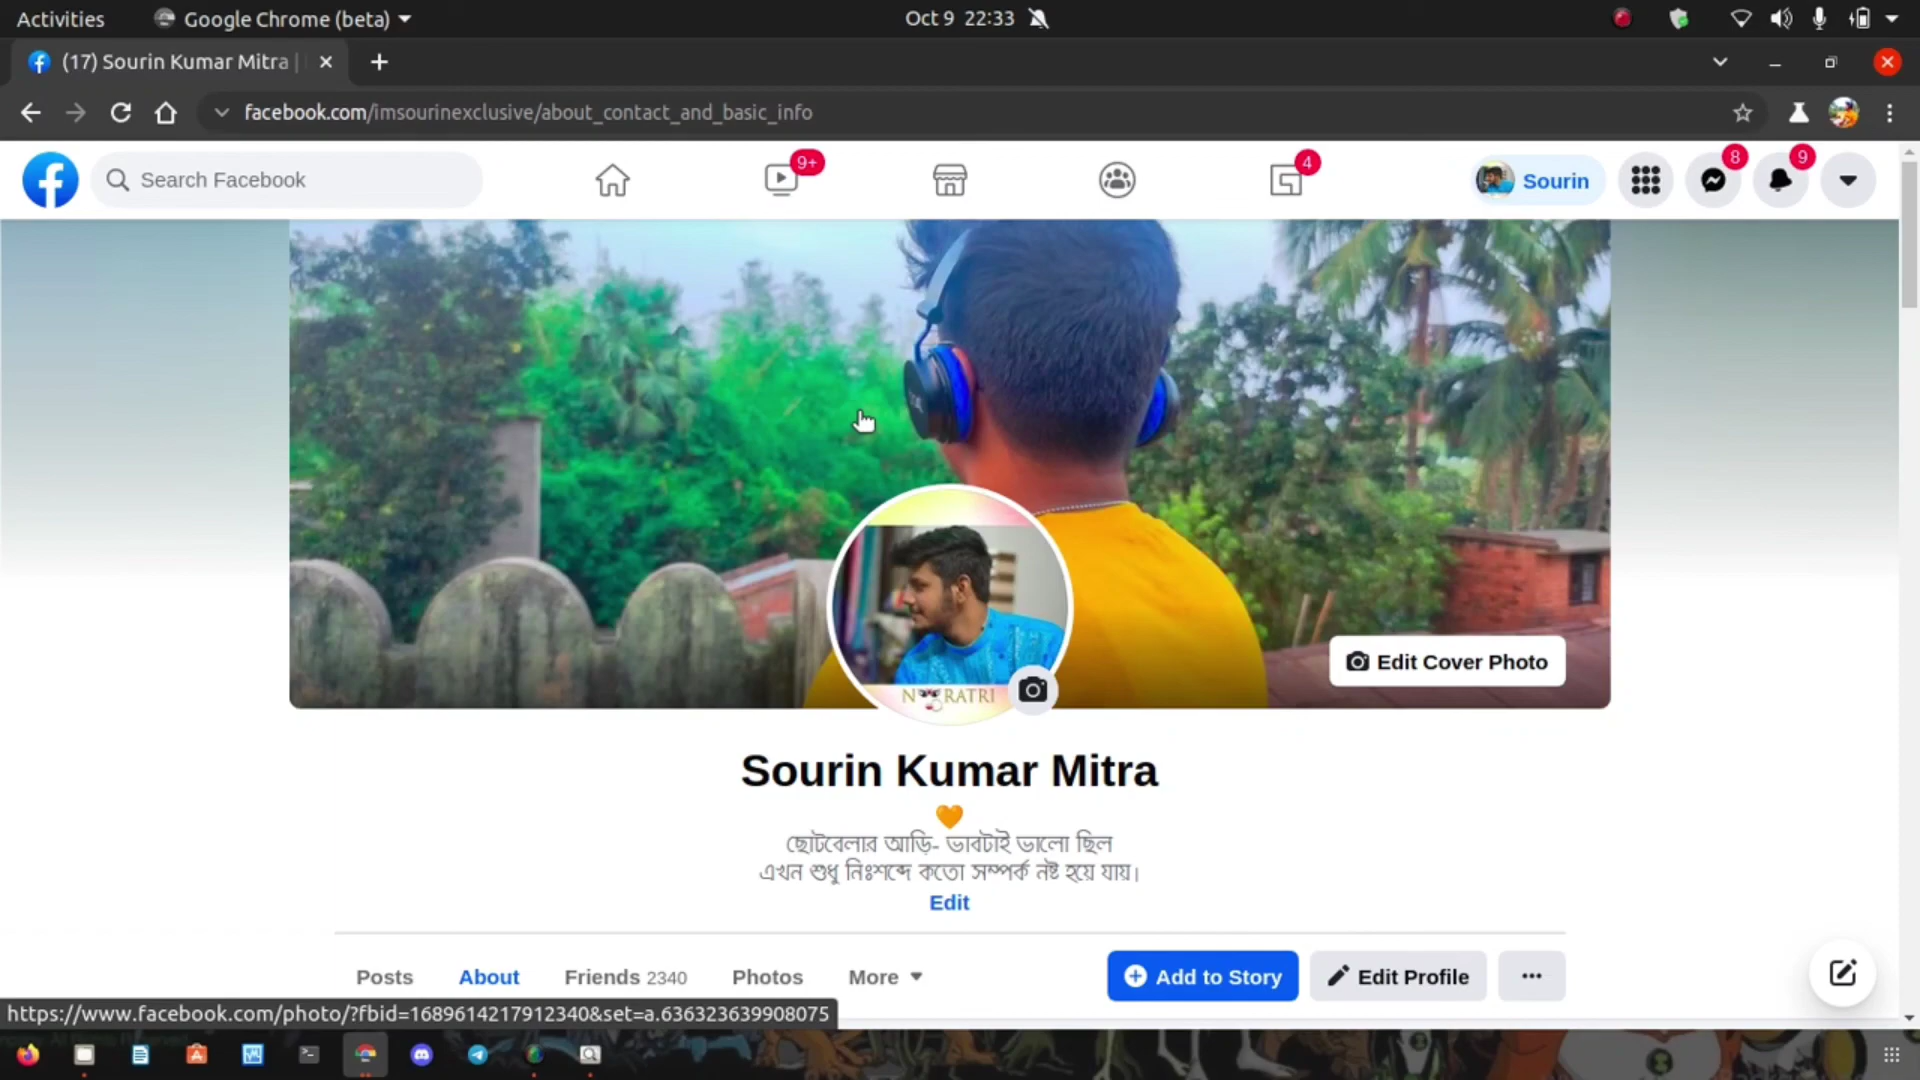 Activities
Google Chrome (beta)
Oct 9 22:33
(17) Sourin Kumar Mitra |
facebook.com/imsourinexclusive/about_contact_and_basic_info
Search Facebook
9+
4
Sourin
8
9
Edit Cover Photo
Sourin Kumar Mitra
🧡
ছোটবেলার আড়ি- ভাবটাই ভালো ছিল
এখন শুধু নিঃশব্দে কতো সম্পর্ক নষ্ট হয়ে যায়।
Edit
Posts
About
Friends 2340
Photos
More
Add to Story
Edit Profile
https://www.facebook.com/photo/?fbid=1689614217912340&set=a.636323639908075